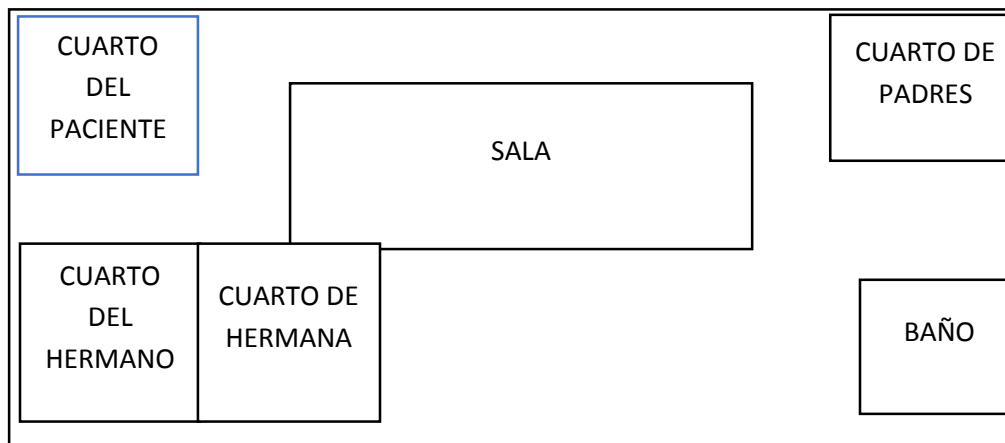 CUARTO
DEL
PACIENTE
CUARTO DE
PADRES
SALA
CUARTO
DEL
HERMANO
CUARTO DE
HERMANA
BAÑO